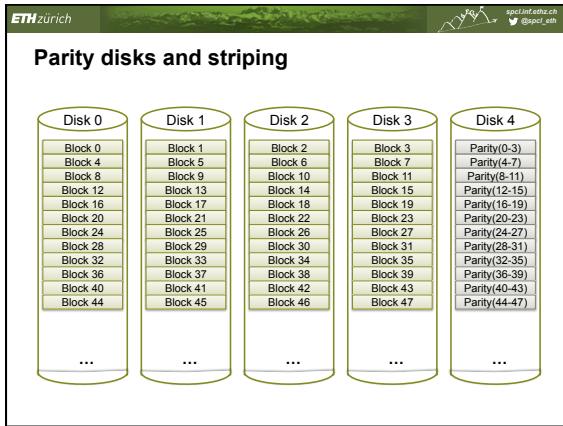 ETH zürich
spcl.inf.ethz.ch
@spcl_eth
Parity disks and striping
Disk 0 Disk 1 Disk 2 Disk 3 Disk 4
Block 0 Block 1 Block 2 Block 3 Parity(0-3)
Block 4 Block 5 Block 6 Block 7 Parity(4-7)
Block 8 Block 9 Block 10 Block 11 Parity(8-11)
Block 12 Block 13 Block 14 Block 15 Parity(12-15)
Block 16 Block 17 Block 18 Block 19 Parity(16-19)
Block 20 Block 21 Block 22 Block 23 Parity(20-23)
Block 24 Block 25 Block 26 Block 27 Parity(24-27)
Block 28 Block 29 Block 30 Block 31 Parity(28-31)
Block 32 Block 33 Block 34 Block 35 Parity(32-35)
Block 36 Block 37 Block 38 Block 39 Parity(36-39)
Block 40 Block 41 Block 42 Block 43 Parity(40-43)
Block 44 Block 45 Block 46 Block 47 Parity(44-47)
... ... ... ... ...